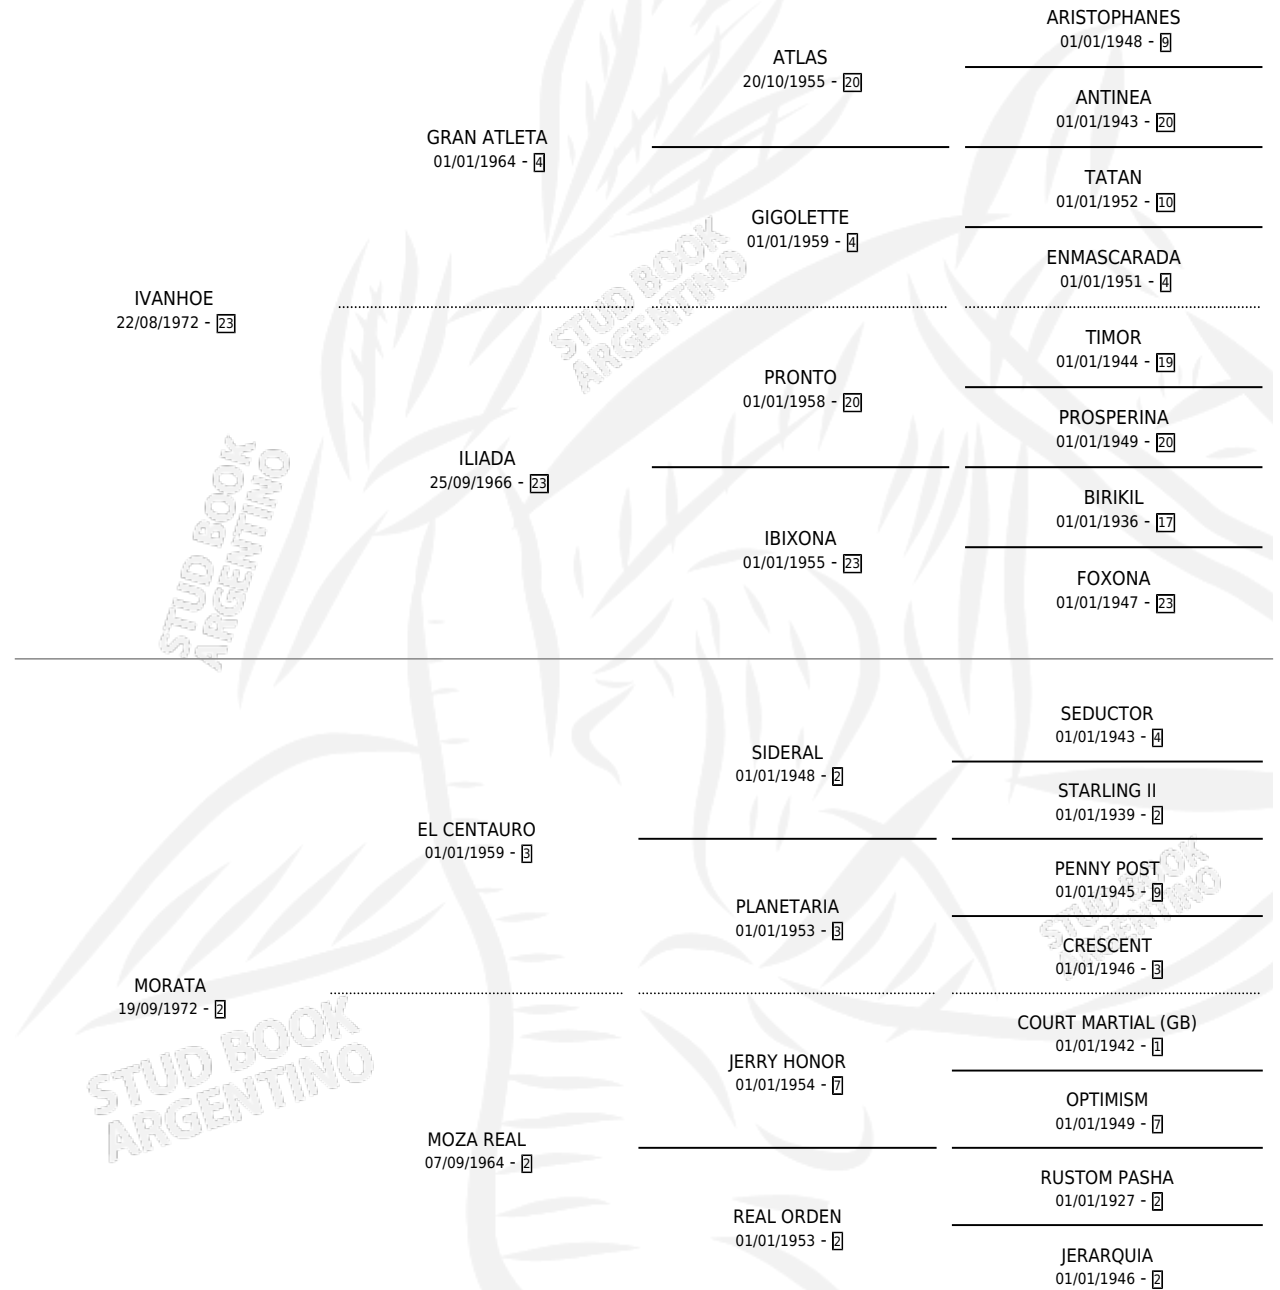 ARISTOPHANES
01/01/1948 - 9
ATLAS
20/10/1955 - 20
ANTINEA
01/01/1943 - 20
GRAN ATLETA
01/01/1964 - 4
TATAN
01/01/1952 - 10
GIGOLETTE
01/01/1959 - 4
ENMASCARADA
01/01/1951 - 4
IVANHOE
22/08/1972 - 23
TIMOR
01/01/1944 - 19
PRONTO
01/01/1958 - 20
PROSPERINA
01/01/1949 - 20
ILIADA
25/09/1966 - 23
BIRIKIL
01/01/1936 - 17
IBIXONA
01/01/1955 - 23
FOXONA
01/01/1947 - 23
STUD BOOK
ARGENTINO
STUD BOOK
ARGENTINO
SEDUCTOR
01/01/1943 - 4
SIDERAL
01/01/1948 - 2
STARLING II
01/01/1939 - 2
EL CENTAURO
01/01/1959 - 3
PENNY POST
01/01/1945 - 9
PLANETARIA
01/01/1953 - 3
CRESCENT
01/01/1946 - 3
MORATA
19/09/1972 - 2
COURT MARTIAL (GB)
01/01/1942 - 1
JERRY HONOR
01/01/1954 - 7
OPTIMISM
01/01/1949 - 7
MOZA REAL
07/09/1964 - 2
RUSTOM PASHA
01/01/1927 - 2
REAL ORDEN
01/01/1953 - 2
JERARQUIA
01/01/1946 - 2
STUD BOOK
ARGENTINO
STUD BOOK
ARGENTINO